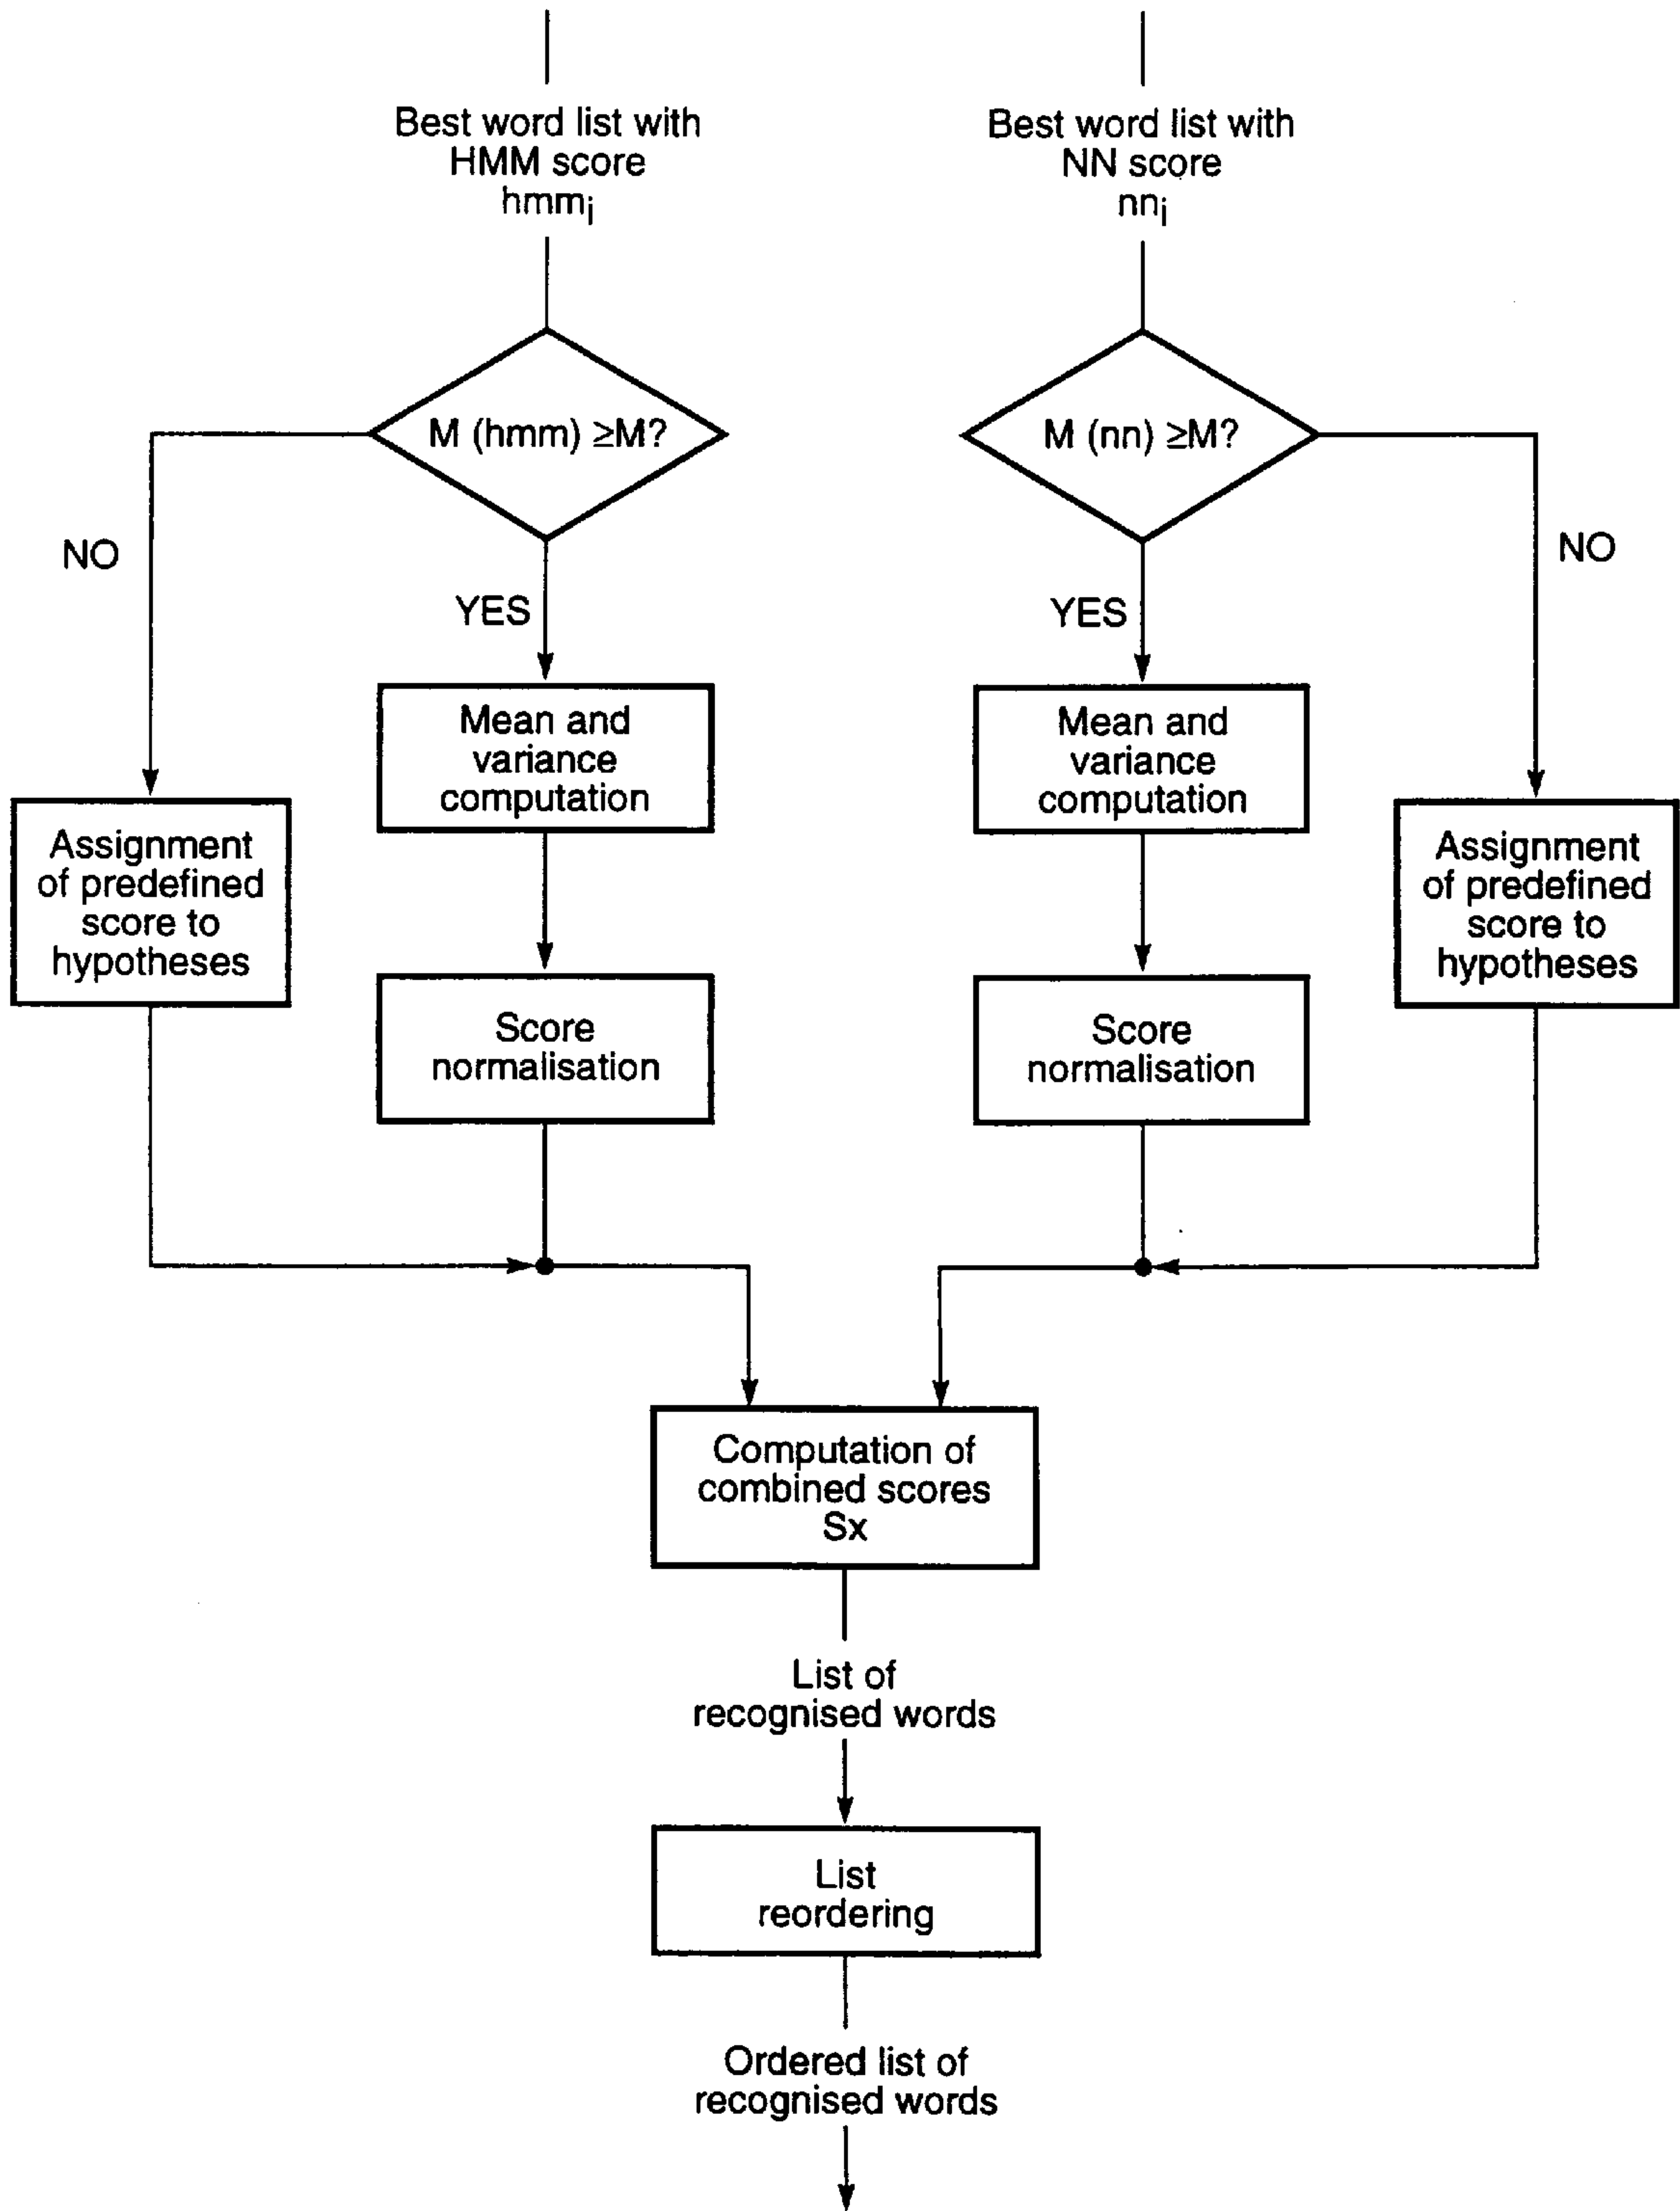 Best word list with
HMM score
hmmi
Best word list with
NN score
nni
M (hmm) ≥M?
M (nn) ≥M?
NO
YES
YES
NO
Mean and
variance
computation
Mean and
variance
computation
Assignment
of predefined
score to
hypotheses
Assignment
of predefined
score to
hypotheses
Score
normalisation
Score
normalisation
Computation of
combined scores
Sx
List of
recognised words
List
reordering
Ordered list of
recognised words